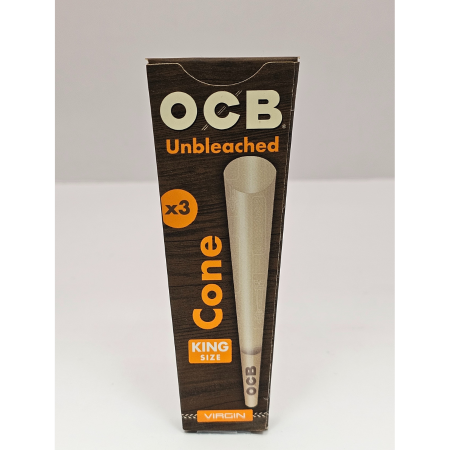 OCB®
Unbleached
x3
Cone
KING
SIZE
OCB
VIRGIN